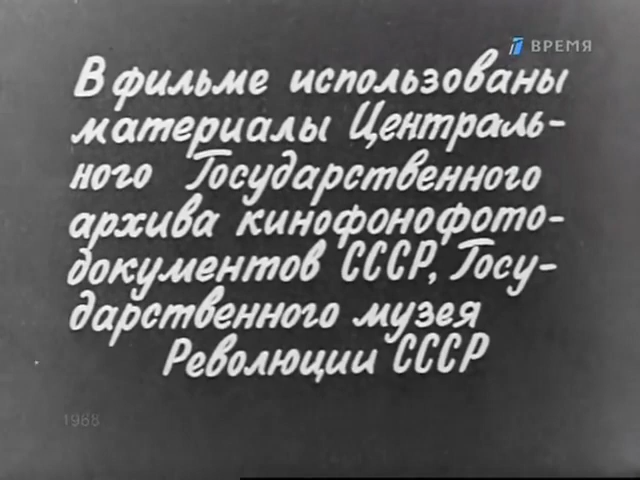 ВРЕМЯ
В фильме использованы
материалы Централь-
ного Государственного
архива кинофонофото-
документов СССР, Госу-
дарственного музея
Революции СССР
1988